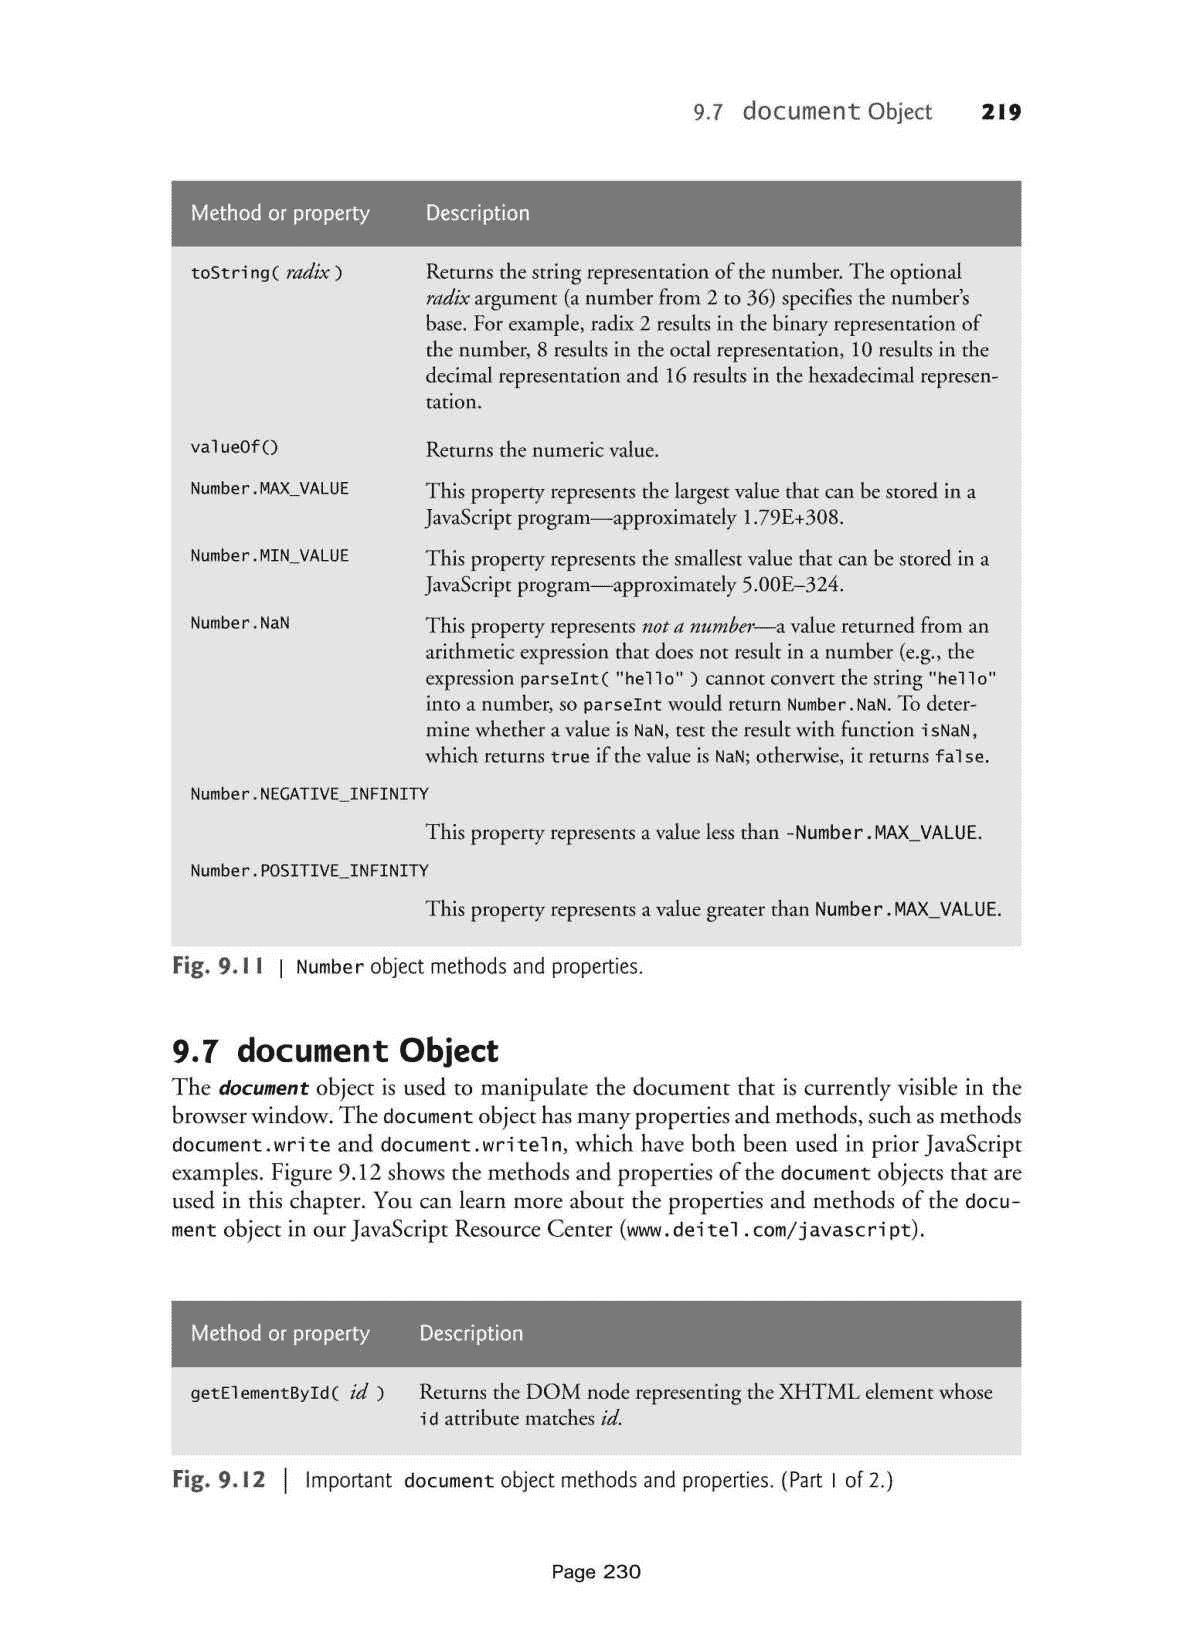 9.7 document Object 219
Method or property Description
toString( radix ) Returns the string representation of the number. The optional
radix argument (a number from 2 to 36) specifies the number's
base. For example, radix 2 results in the binary representation of
the number, 8 results in the octal representation, 10 results in the
decimal representation and 16 results in the hexadecimal represen-
tation.
valueOf() Returns the numeric value.
Number.MAX_VALUE This property represents the largest value that can be stored in a
JavaScript program—approximately 1.79E+308.
Number.MIN_VALUE This property represents the smallest value that can be stored in a
JavaScript program—approximately 5.00E–324.
Number.NaN This property represents not a number—a value returned from an
arithmetic expression that does not result in a number (e.g., the
expression parseInt( "hello" ) cannot convert the string "hello"
into a number, so parseInt would return Number.NaN. To deter-
mine whether a value is NaN, test the result with function isNaN,
which returns true if the value is NaN; otherwise, it returns false.
Number.NEGATIVE_INFINITY
This property represents a value less than -Number.MAX_VALUE.
Number.POSITIVE_INFINITY
This property represents a value greater than Number.MAX_VALUE.
Fig. 9.11 | Number object methods and properties.
9.7 document Object
The document object is used to manipulate the document that is currently visible in the
browser window. The document object has many properties and methods, such as methods
document.write and document.writeln, which have both been used in prior JavaScript
examples. Figure 9.12 shows the methods and properties of the document objects that are
used in this chapter. You can learn more about the properties and methods of the docu-
ment object in our JavaScript Resource Center (www.deitel.com/javascript).
Method or property Description
getElementById( id ) Returns the DOM node representing the XHTML element whose
id attribute matches id.
Fig. 9.12 | Important document object methods and properties. (Part 1 of 2.)
Page 230